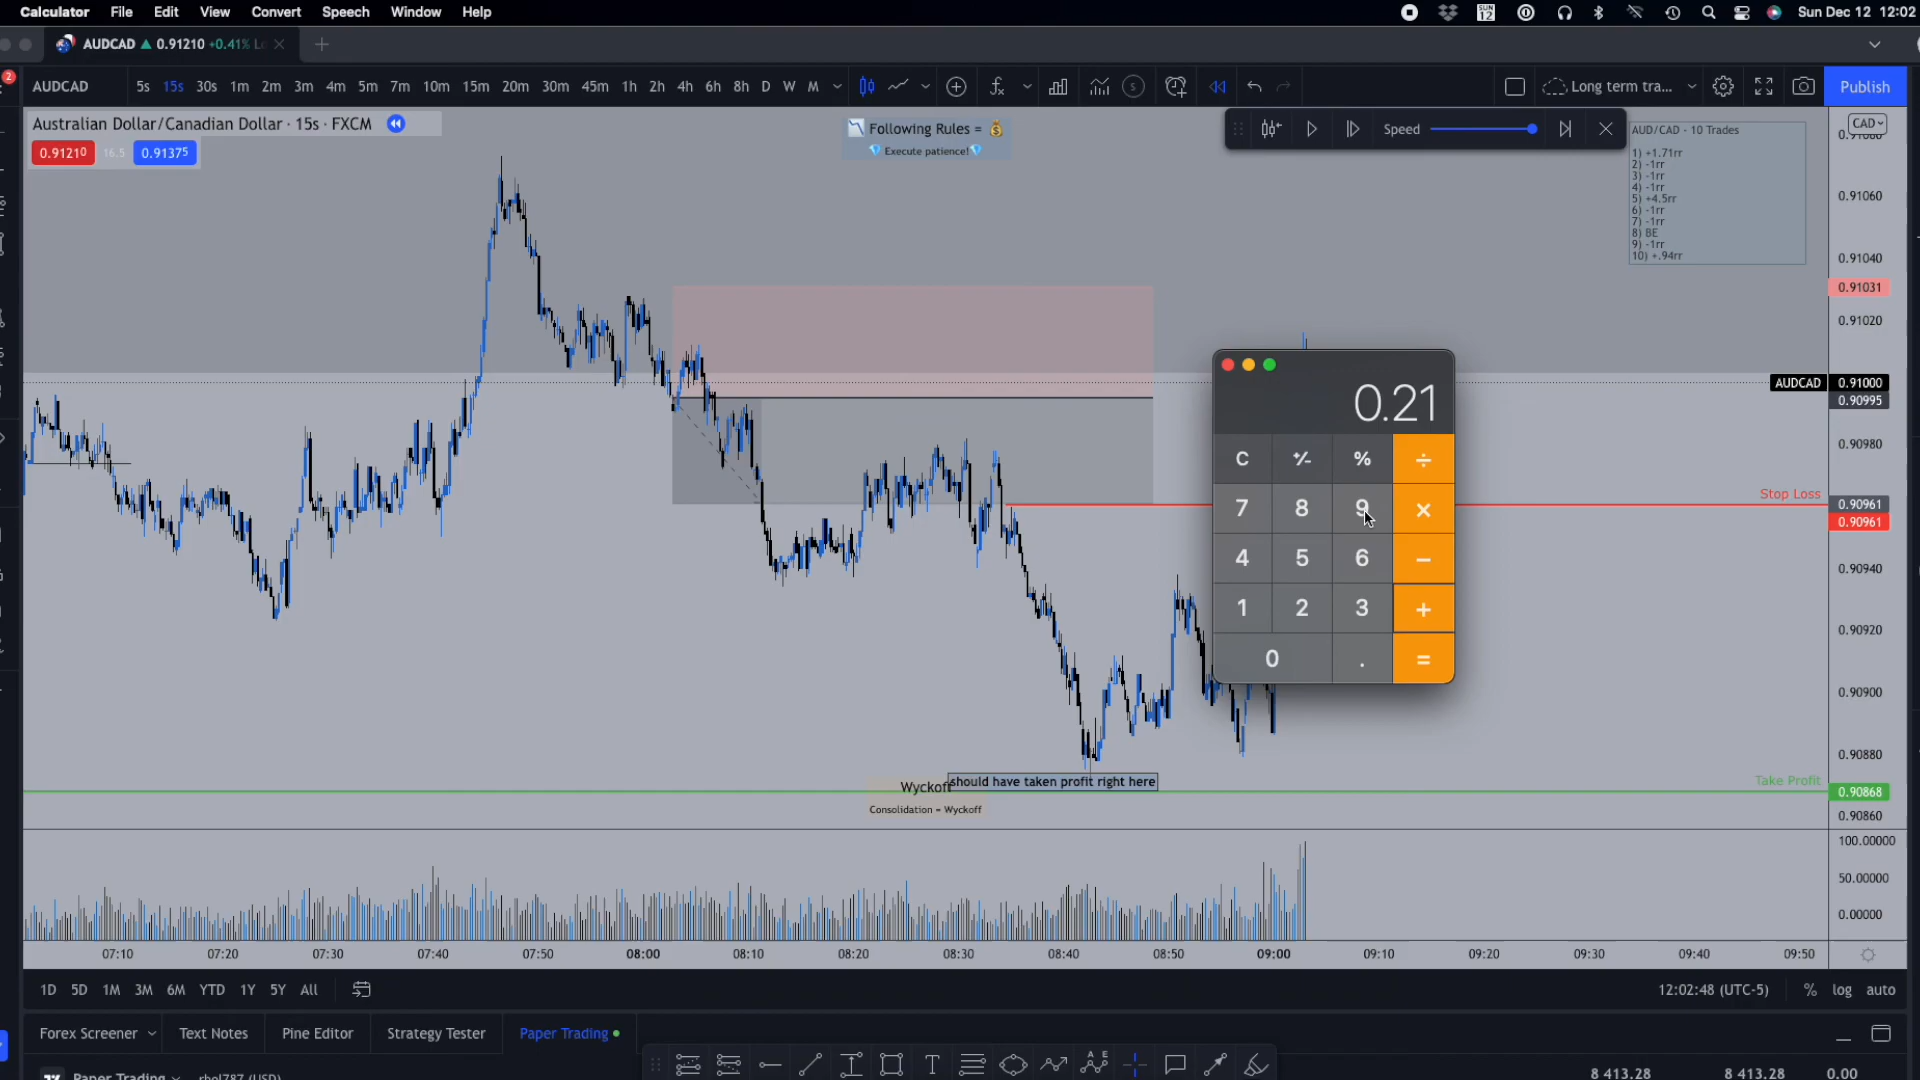 Calculator File Edit View Convert Speech Window Help
SUN 12
Sun Dec 12 12:02
AUDCAD ▲ 0.91210 +0.41%
2
AUDCAD 5s 15s 30s 1m 2m 3m 4m 5m 7m 10m 15m 20m 30m 45m 1h 2h 4h 6h 8h D W M
Long term tra...
Publish
Australian Dollar/Canadian Dollar · 15s · FXCM
0.91210 16.5 0.91375
📉 Following Rules = 💰
💎 Execute patience!💎
Speed
AUD/CAD - 10 Trades
1) +1.71rr
2) -1rr
3) -1rr
4) -1rr
5) +4.5rr
6) -1rr
7) -1rr
8) BE
9) -1rr
10) +.94rr
CAD
0.91060
0.91040
0.91031
0.91020
AUDCAD 0.91000
0.90995
0.90980
Stop Loss
0.90961
0.90961
0.90940
0.90920
0.90900
0.90880
Take Profit
0.90868
0.90860
0.21
C +/- % ÷
7 8 9 ×
4 5 6 −
1 2 3 +
0 . =
Wyckoff
should have taken profit right here
Consolidation = Wyckoff
100.00000
50.00000
0.00000
07:10 07:20 07:30 07:40 07:50 08:00 08:10 08:20 08:30 08:40 08:50 09:00 09:10 09:20 09:30 09:40 09:50
1D 5D 1M 3M 6M YTD 1Y 5Y All
12:02:48 (UTC-5) % log auto
Forex Screener Text Notes Pine Editor Strategy Tester Paper Trading
Paper Trading rbol787 (USD)
8 413.28 8 413.28 0.00